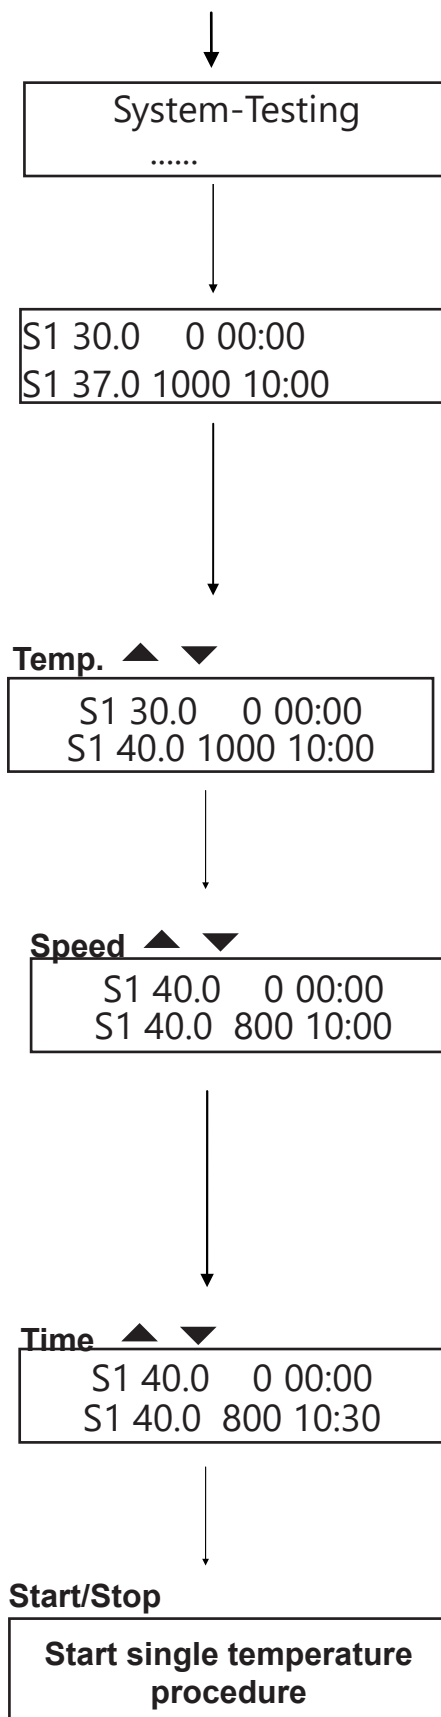 System-Testing
......
S1 30.0 0 00:00
S1 37.0 1000 10:00
Temp. ▲ ▼
S1 30.0 0 00:00
S1 40.0 1000 10:00
Speed ▲ ▼
S1 40.0 0 00:00
S1 40.0 800 10:00
Time ▲ ▼
S1 40.0 0 00:00
S1 40.0 800 10:30
Start/Stop
Start single temperature
procedure